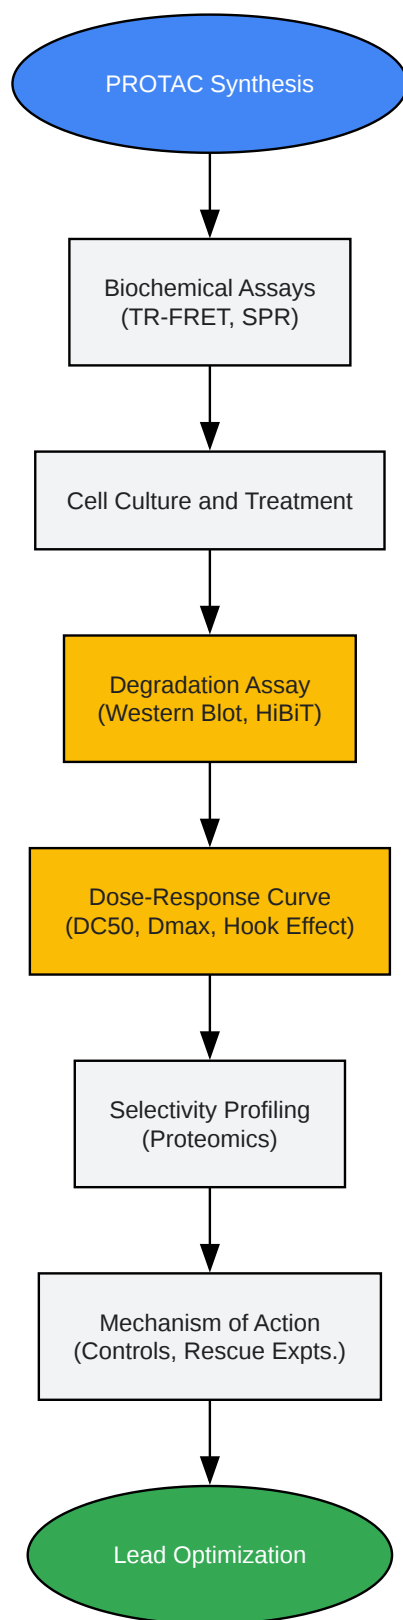 PROTAC Synthesis
Biochemical Assays
(TR-FRET, SPR)
Cell Culture and Treatment
Degradation Assay
(Western Blot, HiBiT)
Dose-Response Curve
(DC50, Dmax, Hook Effect)
Selectivity Profiling
(Proteomics)
Mechanism of Action
(Controls, Rescue Expts.)
Lead Optimization